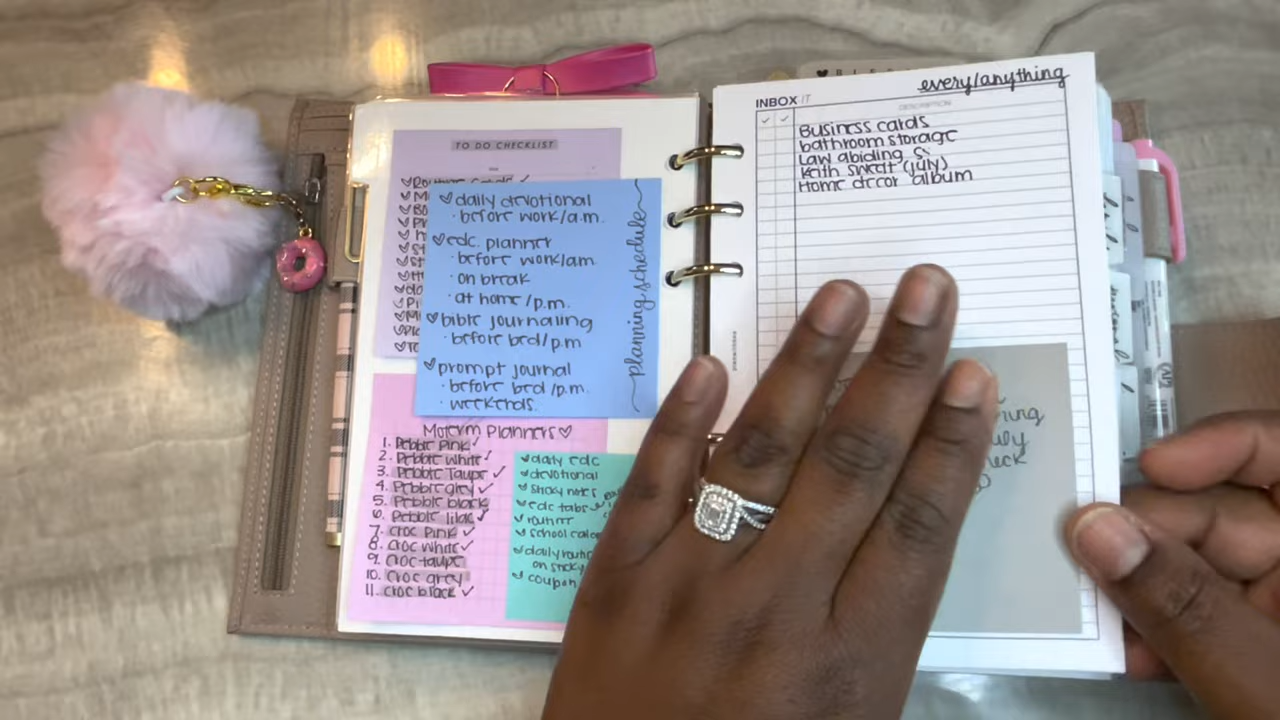 TO DO CHECKLIST
daily devotional
· before work/a.m.
edc planner
· before work/am
· on break
· at home/p.m.
bible journaling
· before bed/p.m
prompt journal
· before bed/p.m.
· weekends.
planning schedule
Moterm Planners
1. Pebble Pink ✓
2. Pebble White ✓
3. Pebble Taupe ✓
4. Pebble grey ✓
5. Pebble black
6. Pebble lilac ✓
7. Croc Pink ✓
8. Croc White ✓
9. Croc taupe
10. Croc grey
11. Croc black ✓
daily edc
devotional
sticky notes
edc tabs
routine
school
daily
on sticky
coupon
every/anything
INBOX IT
DESCRIPTION
Business cards
bathroom storage
Law abiding
Keith Sweat (july)
Home decor album